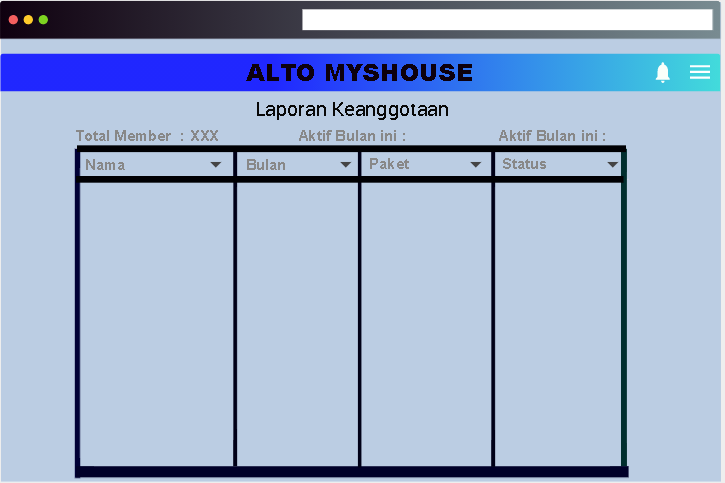 ALTO MYSHOUSE
Laporan Keanggotaan
Total Member : XXX Aktif Bulan ini : Aktif Bulan ini :
Nama Bulan Paket Status